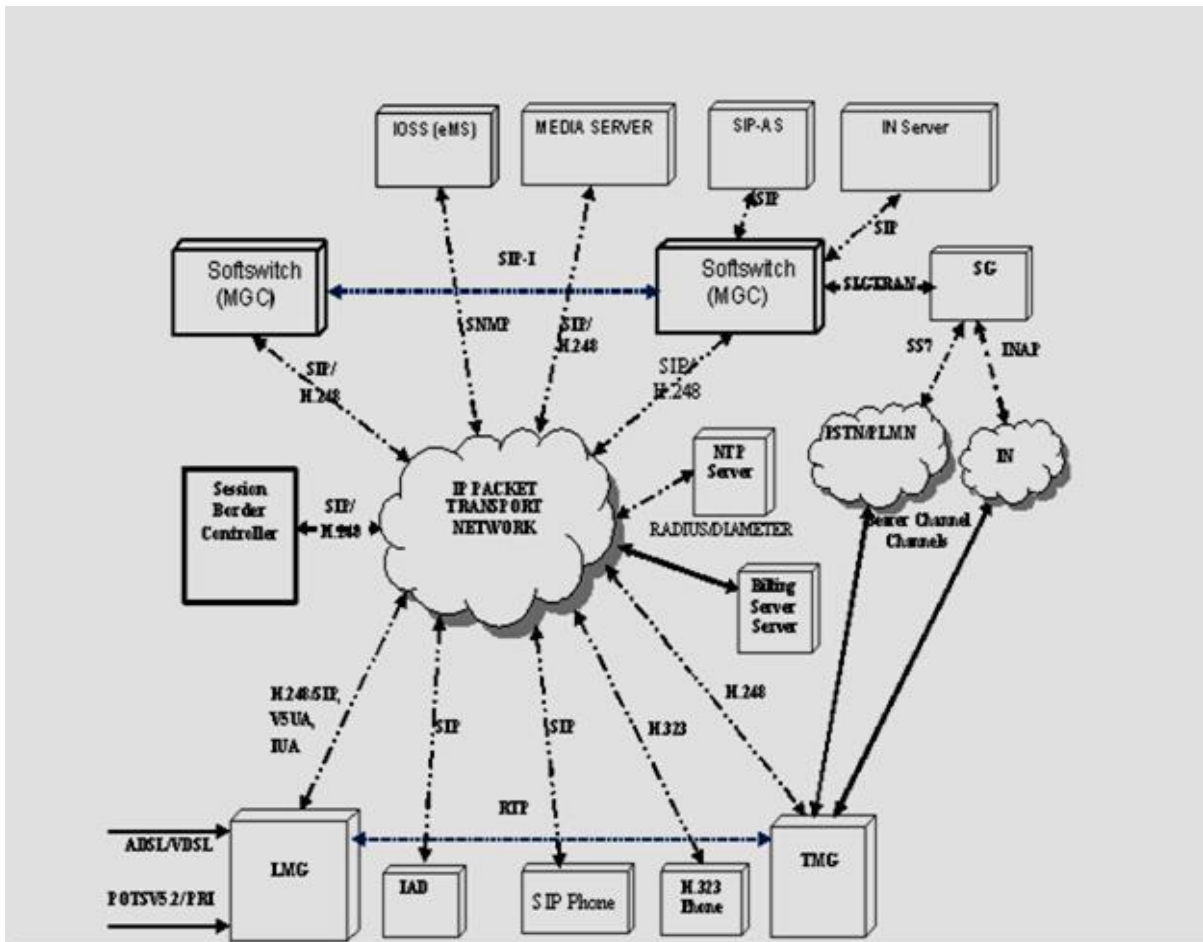 IOSS (eMS)
MEDIA SERVER
SIP-AS
IN Server
SIP
SIP
Softswitch
(MGC)
SIP-I
Softswitch
(MGC)
SIGTRAN
SG
SNMP
SIP/
H.248
SS7
INAP
SIP/
H.248
SIP/
H.248
PSTN/PLMN
IN
IP PACKET
TRANSPORT
NETWORK
NTP
Server
Session
Border
Controller
SIP/
H.248
RADIUS/DIAMETER
Bearer Channel
Channels
Billing
Server
Server
H.248/SIP,
V5UA,
IUA
SIP
SIP
H.323
H.248
RTP
ADSL/VDSL
LMG
IAD
SIP Phone
H.323
Phone
TMG
POTSV5.2/PRI